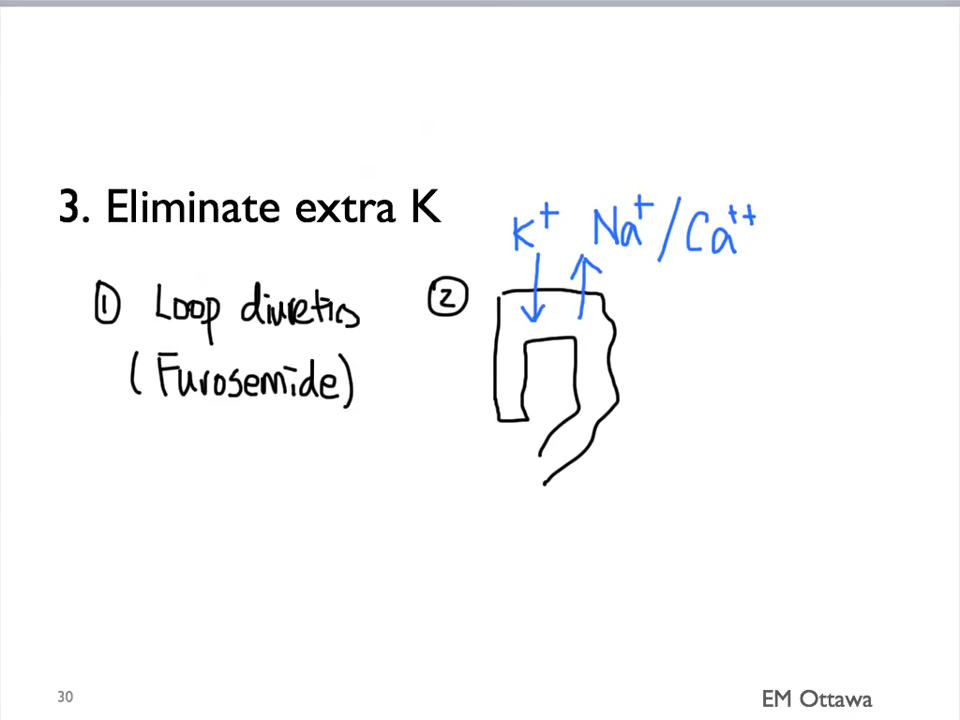 3. Eliminate extra K
K+ Na+/Ca++
① Loop diuretics
(Furosemide)
②
30
EM Ottawa